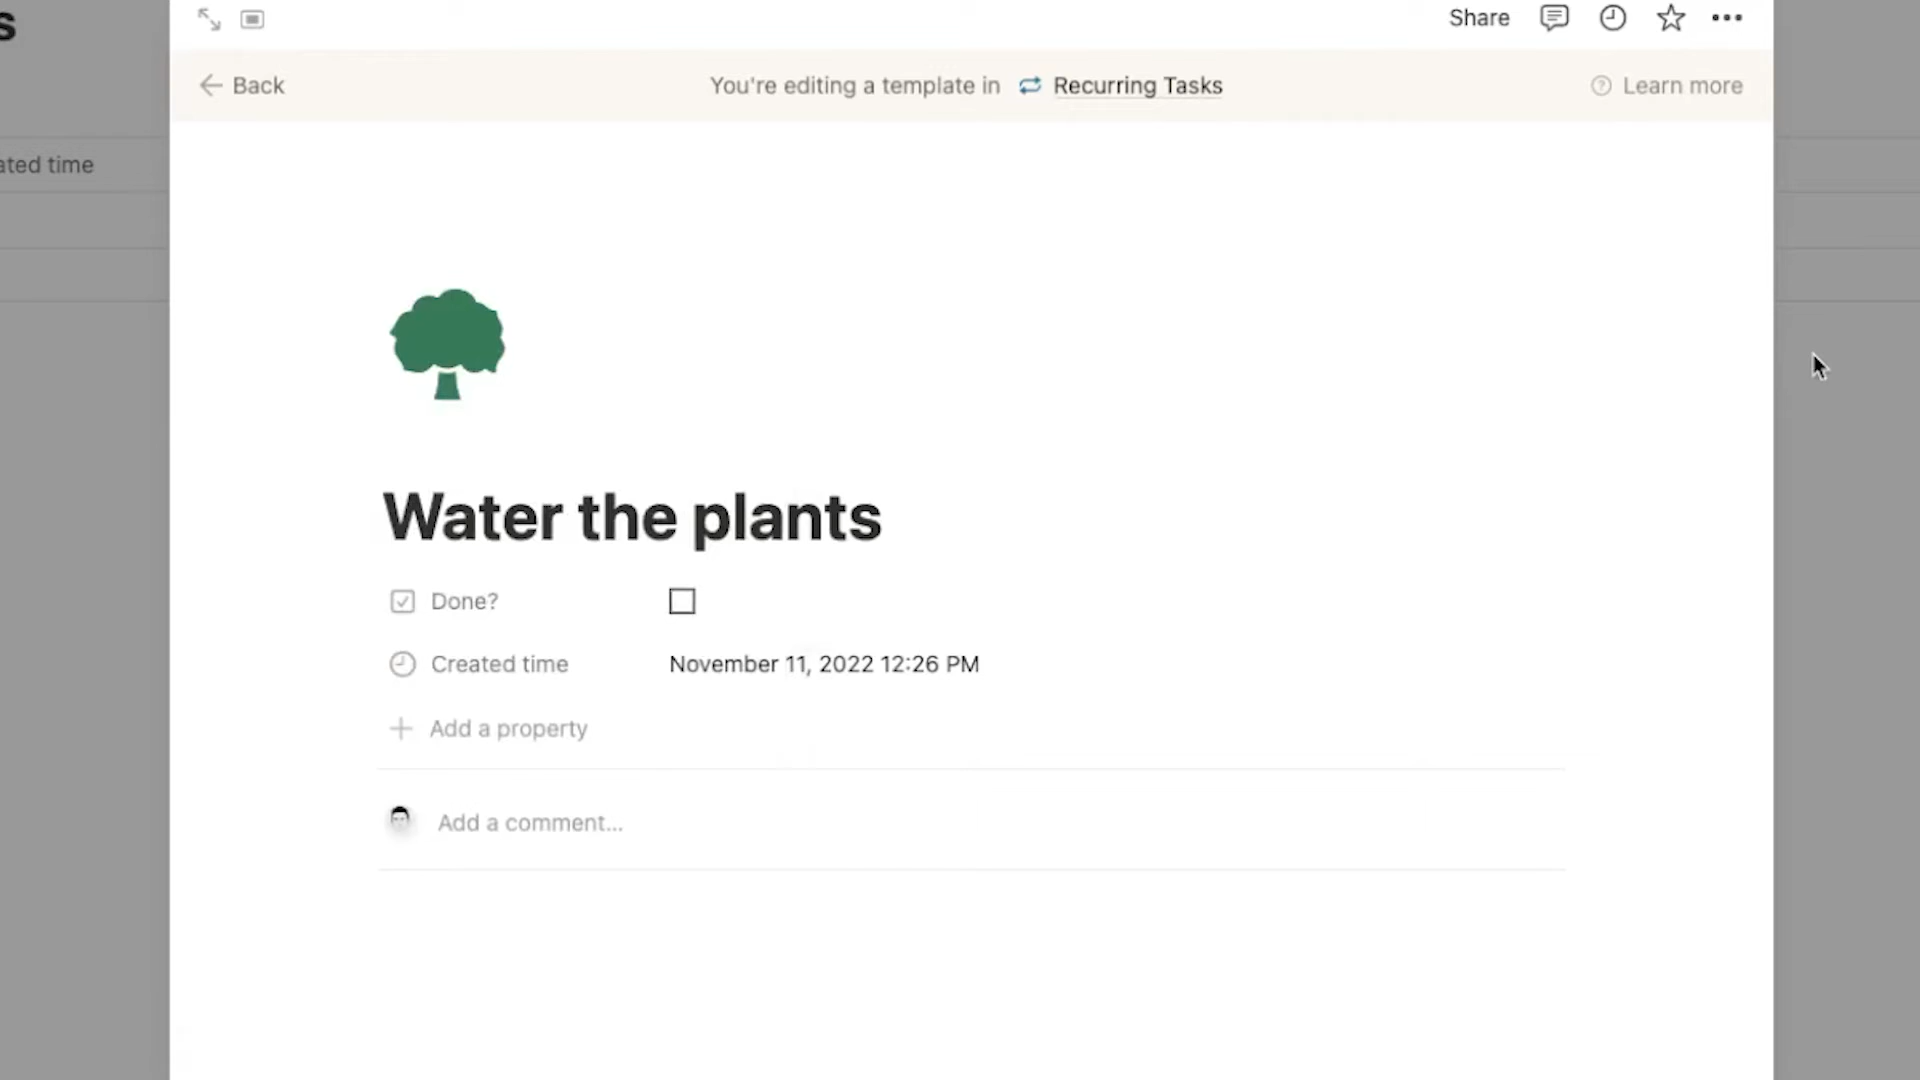 s
Share
Back
You're editing a template in Recurring Tasks
Learn more
ated time
Water the plants
Done?
Created time November 11, 2022 12:26 PM
Add a property
Add a comment...